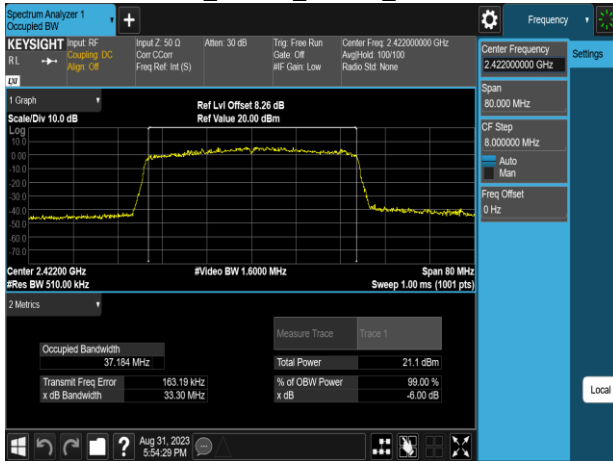 Spectrum Analyzer 1
Occupied BW
Frequency
KEYSIGHT Input: RF
RL
Coupling: DC
Align: Off
Input Z: 50 Ω
Corr CCorr
Freq Ref: Int (S)
Atten: 30 dB
Trig: Free Run
Gate: Off
#IF Gain: Low
Center Freq: 2.422000000 GHz
Avg|Hold: 100/100
Radio Std: None
LXI
Center Frequency
2.422000000 GHz
Settings
Span
80.000 MHz
CF Step
8.000000 MHz
Auto
Man
Freq Offset
0 Hz
Local
1 Graph
Scale/Div 10.0 dB
Ref Lvl Offset 8.26 dB
Ref Value 20.00 dBm
Log
10.0
0.00
-10.0
-20.0
-30.0
-40.0
-50.0
-60.0
-70.0
Center 2.42200 GHz
#Video BW 1.6000 MHz
Span 80 MHz
#Res BW 510.00 kHz
Sweep 1.00 ms (1001 pts)
2 Metrics
Measure Trace
Trace 1
Occupied Bandwidth
37.184 MHz
Total Power
21.1 dBm
Transmit Freq Error
163.19 kHz
% of OBW Power
99.00 %
x dB Bandwidth
33.30 MHz
x dB
-6.00 dB
?
Aug 31, 2023
5:54:29 PM